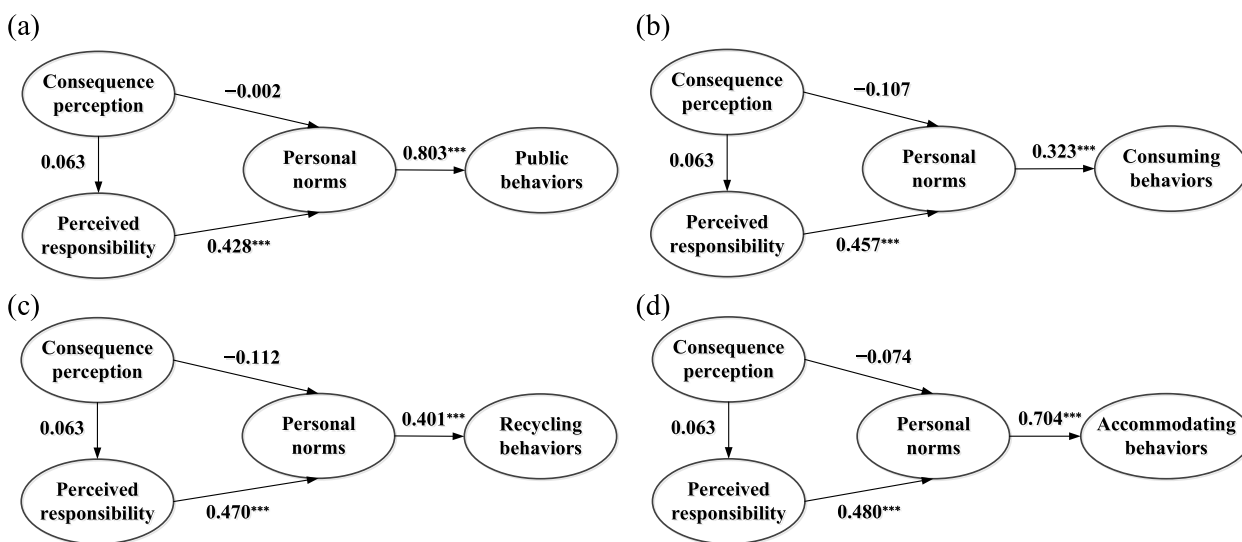 (a)
Consequence
perception
−0.002
0.063
Personal
norms
0.803***
Public
behaviors
Perceived
responsibility
0.428***
(b)
Consequence
perception
−0.107
0.063
Personal
norms
0.323***
Consuming
behaviors
Perceived
responsibility
0.457***
(c)
Consequence
perception
−0.112
0.063
Personal
norms
0.401***
Recycling
behaviors
Perceived
responsibility
0.470***
(d)
Consequence
perception
−0.074
0.063
Personal
norms
0.704***
Accommodating
behaviors
Perceived
responsibility
0.480***